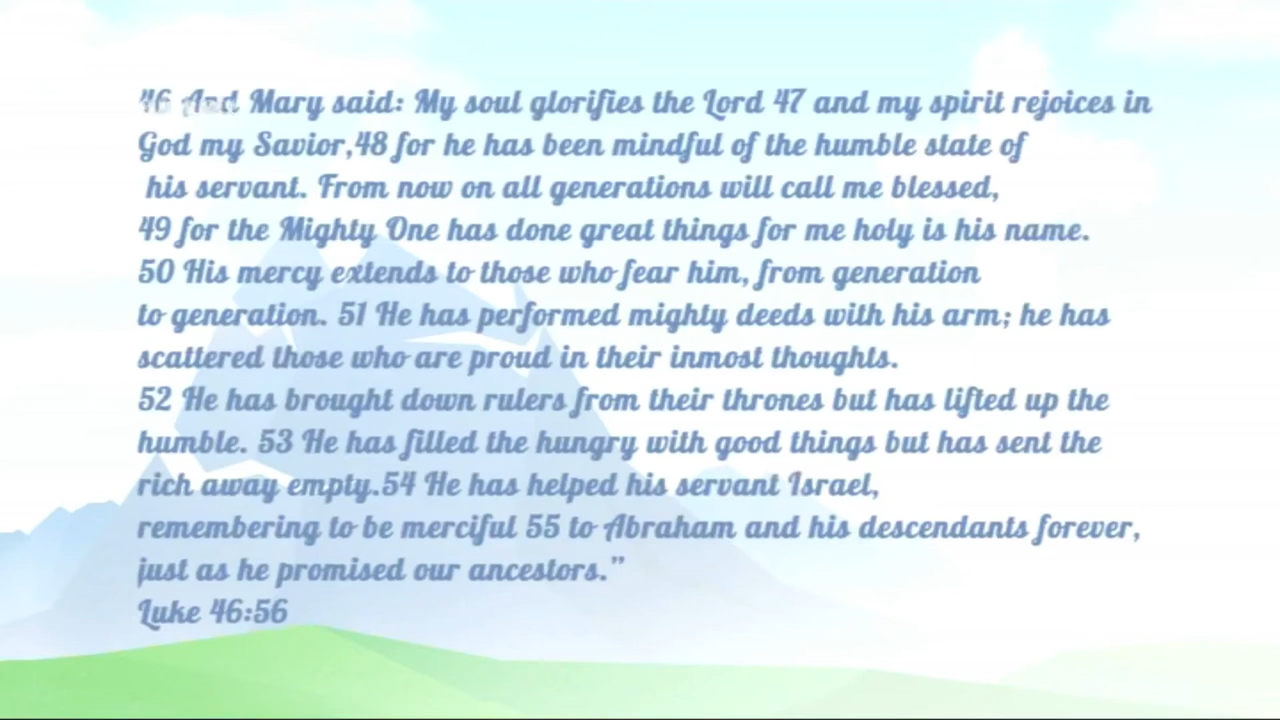 46 And Mary said: My soul glorifies the Lord 47 and my spirit rejoices in
God my Savior,48 for he has been mindful of the humble state of
his servant. From now on all generations will call me blessed,
49 for the Mighty One has done great things for me holy is his name.
50 His mercy extends to those who fear him, from generation
to generation. 51 He has performed mighty deeds with his arm; he has
scattered those who are proud in their inmost thoughts.
52 He has brought down rulers from their thrones but has lifted up the
humble. 53 He has filled the hungry with good things but has sent the
rich away empty.54 He has helped his servant Israel,
remembering to be merciful 55 to Abraham and his descendants forever,
just as he promised our ancestors.”
Luke 46:56